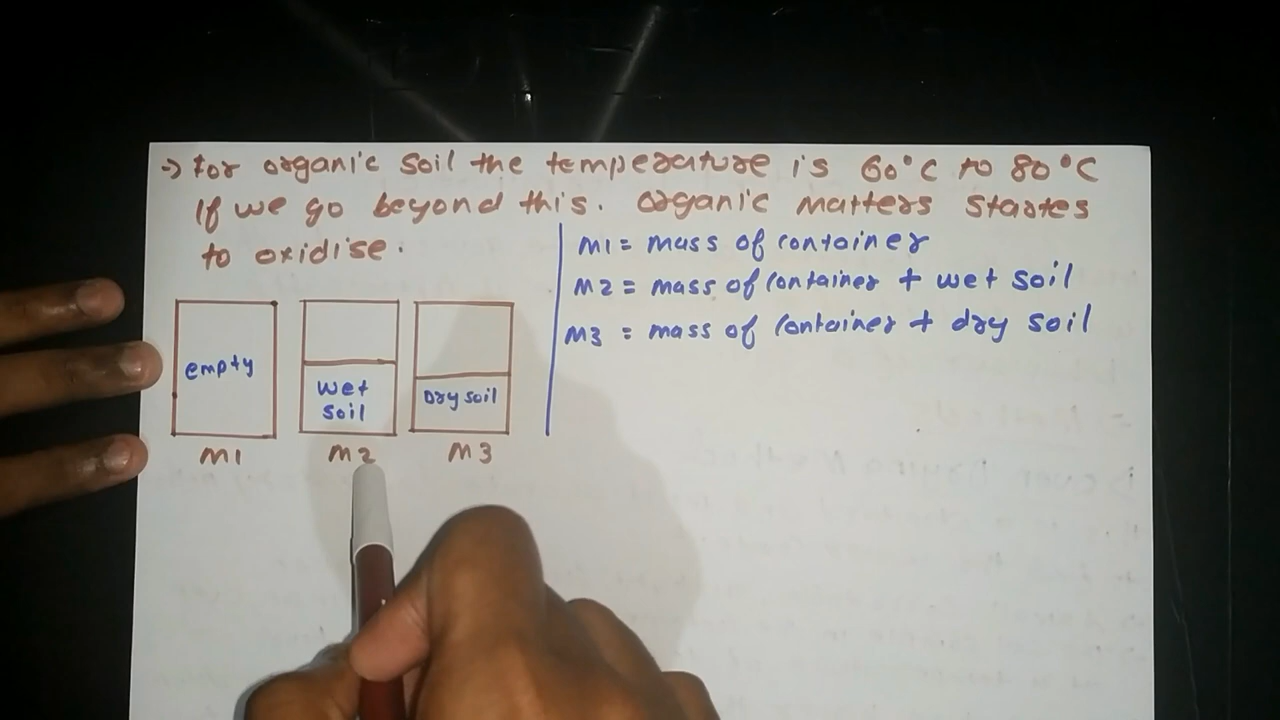 -> for organic soil the temperature is 60°C to 80°C
If we go beyond this. organic matters startes
to oxidise.
M1 = mass of container
M2 = mass of container + wet soil
M3 = mass of container + dry soil
empty
wet
soil
Dry soil
M1
M2
M3